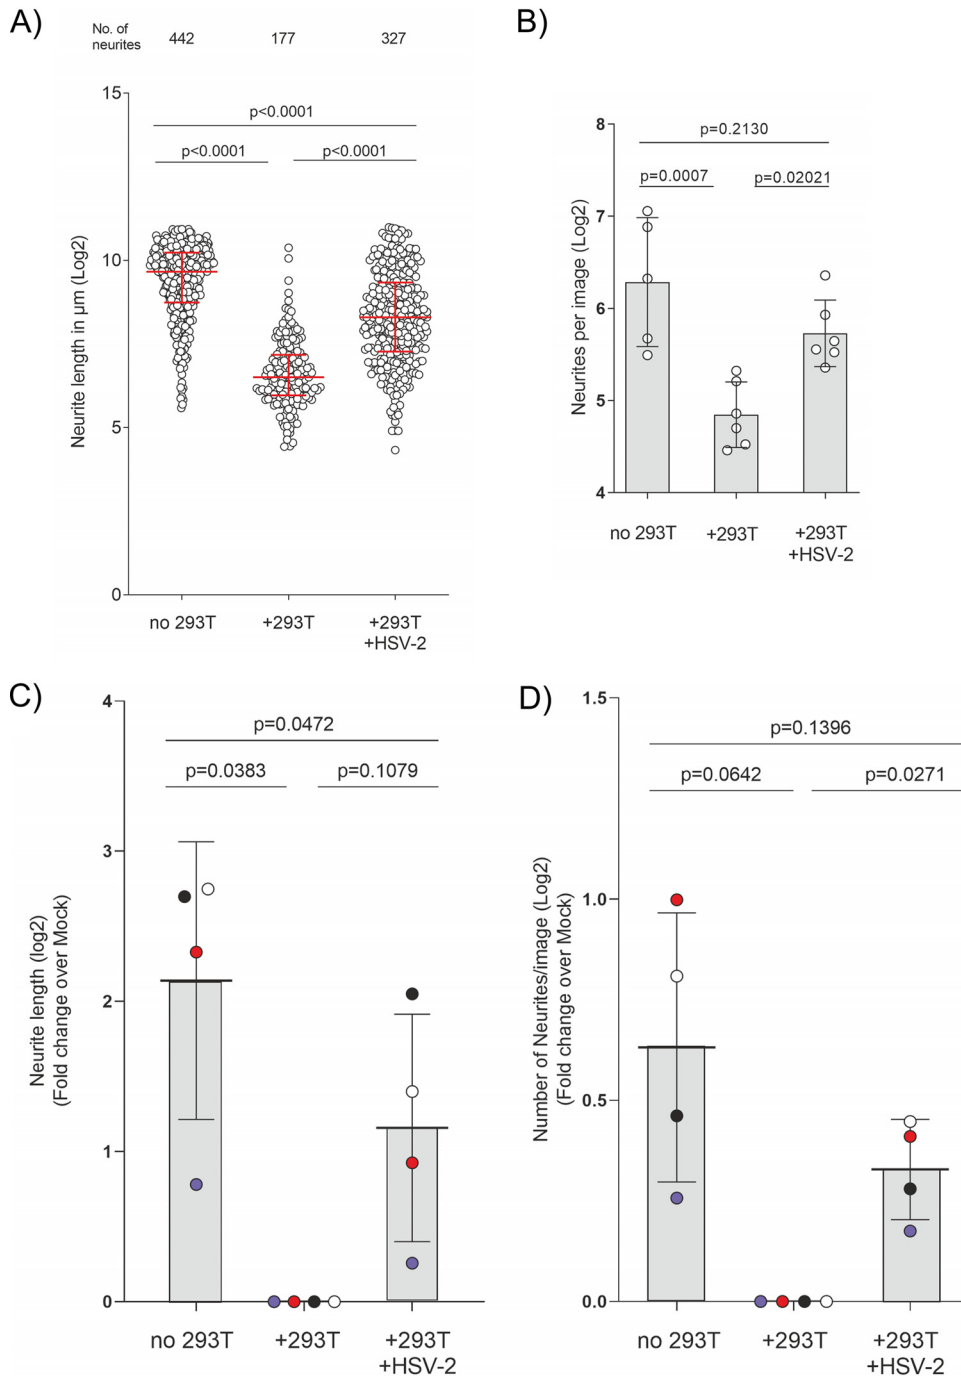 A)
No. of
neurites
442
177
327
15
10
5
0
Neurite length in µm (Log2)
p<0.0001
p<0.0001
p<0.0001
no 293T
+293T
+293T
+HSV-2
B)
8
7
6
5
4
Neurites per image (Log2)
p=0.2130
p=0.0007
p=0.02021
no 293T
+293T
+293T
+HSV-2
C)
4
3
2
1
0
Neurite length (log2)
(Fold change over Mock)
p=0.0472
p=0.0383
p=0.1079
no 293T
+293T
+293T
+HSV-2
D)
1.5
1.0
0.5
0.0
Number of Neurites/image (Log2)
(Fold change over Mock)
p=0.1396
p=0.0642
p=0.0271
no 293T
+293T
+293T
+HSV-2